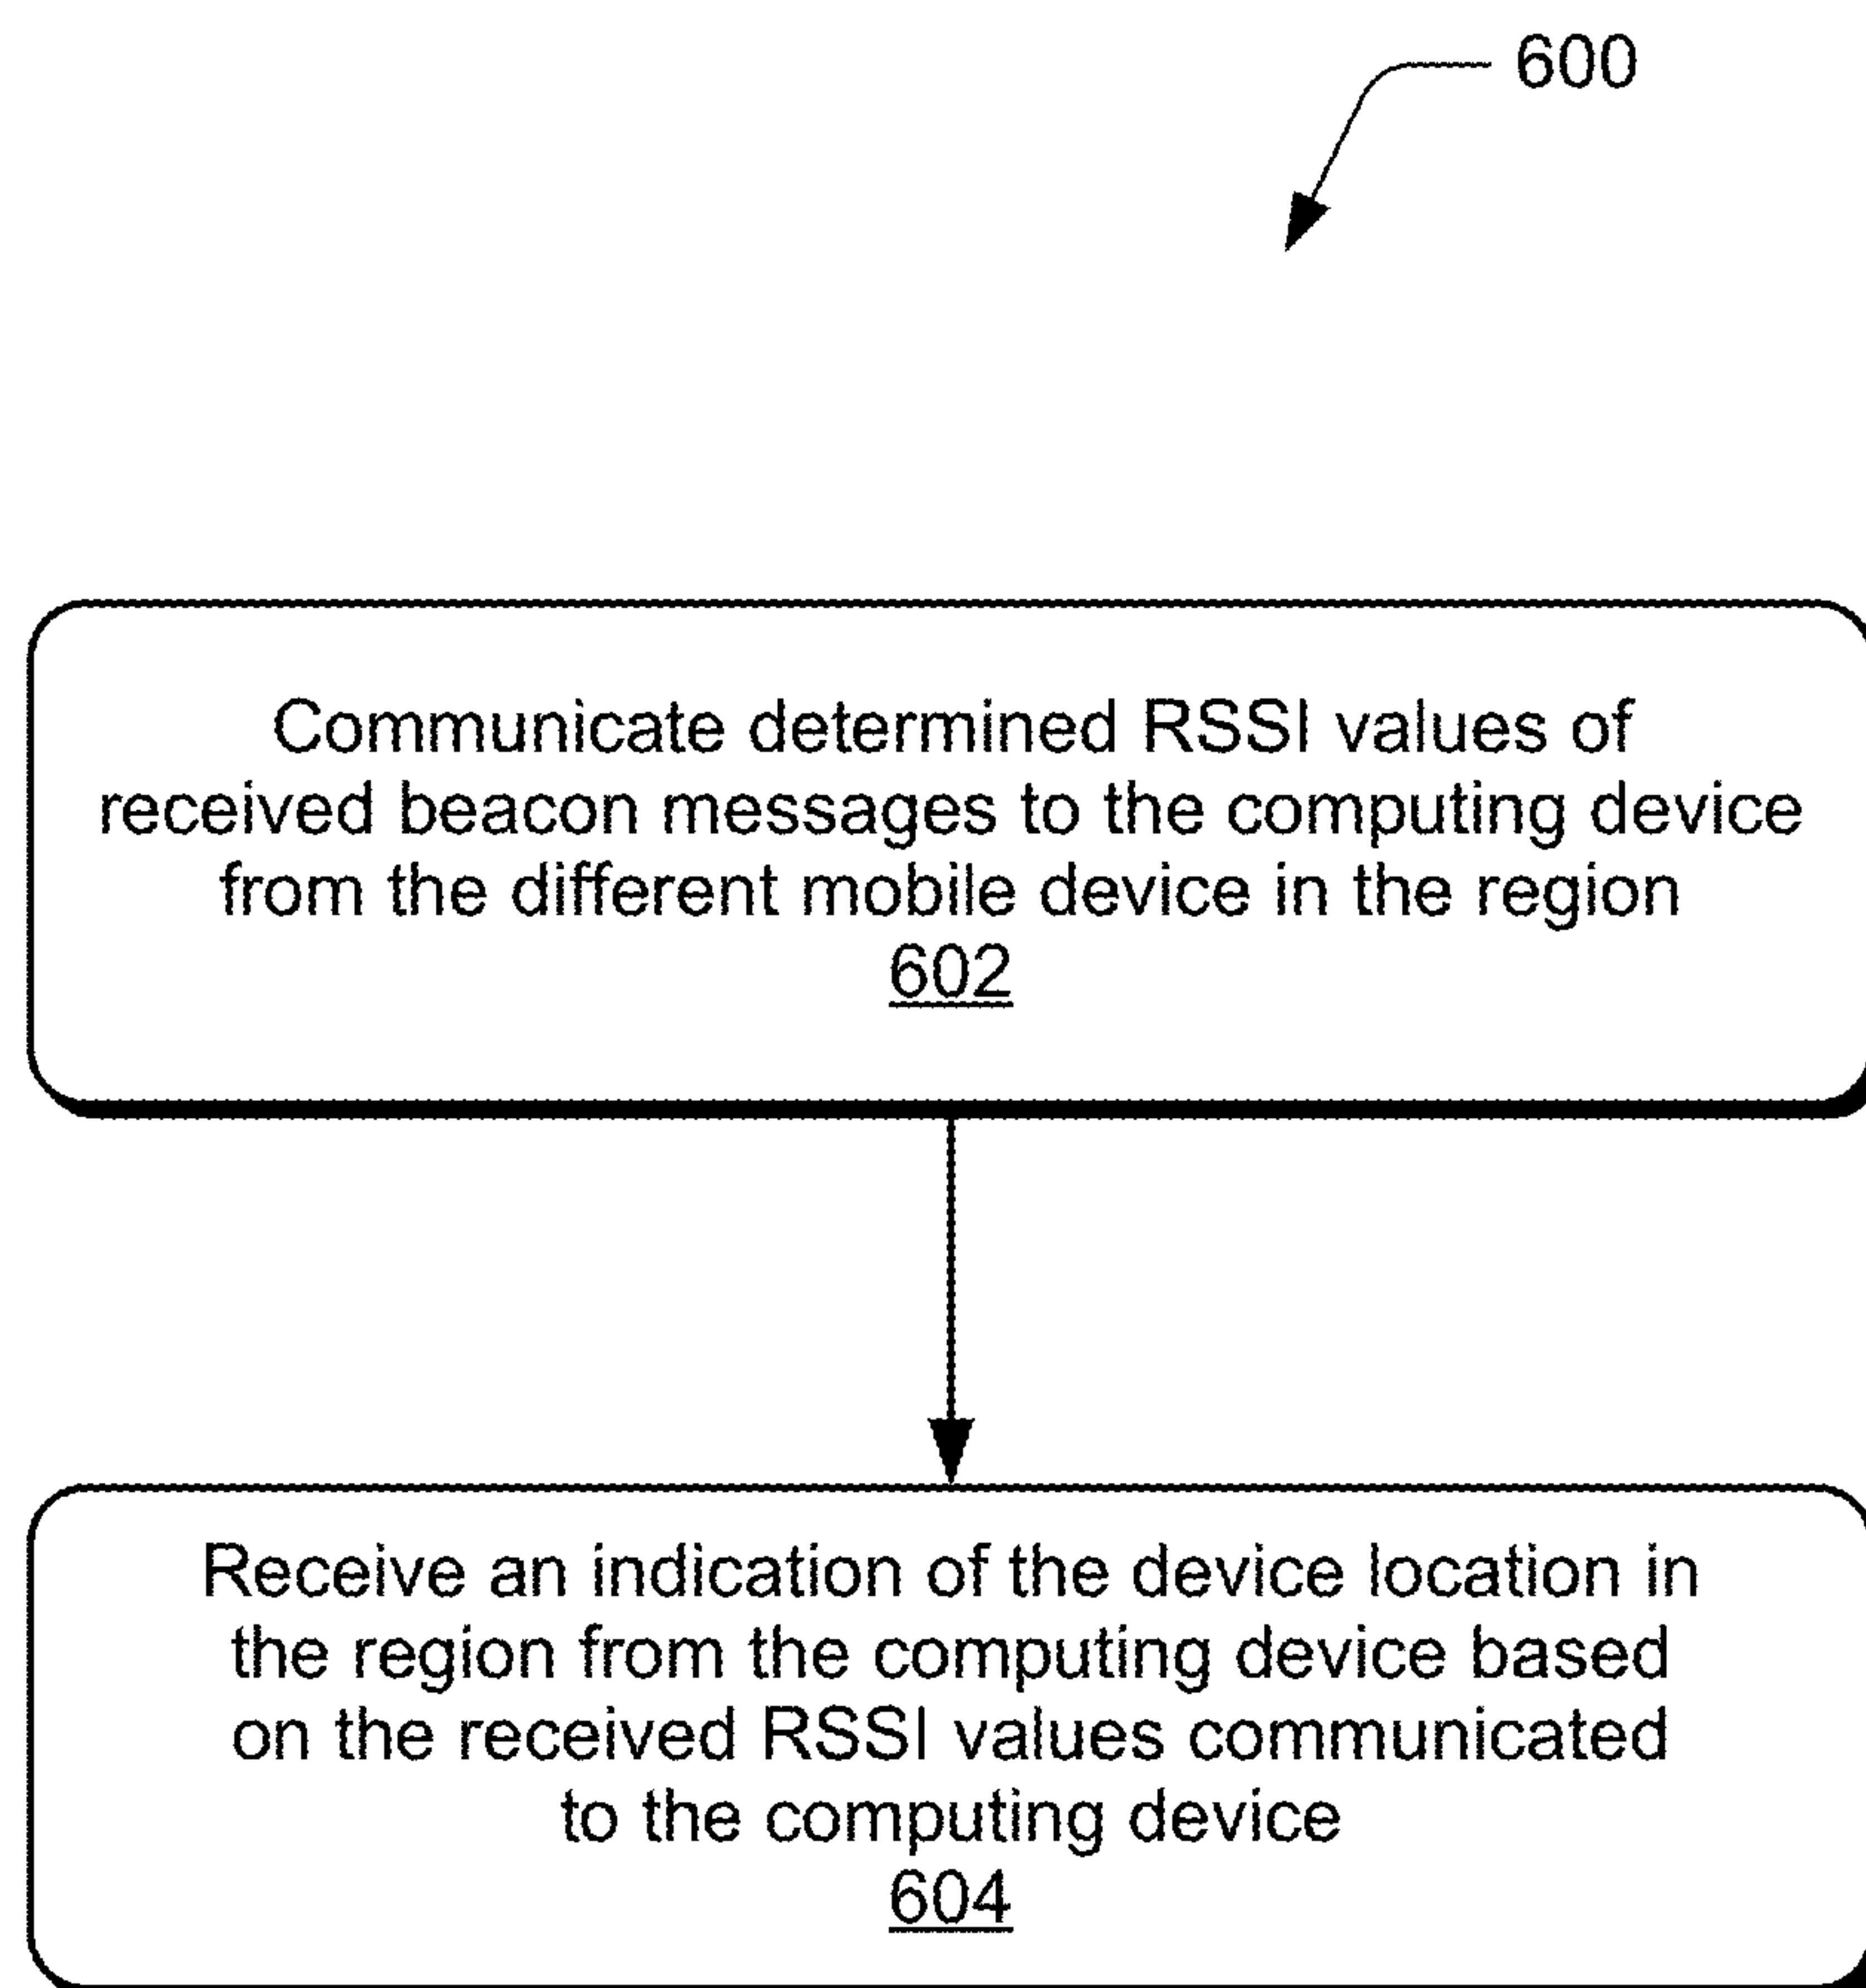 600
Communicate determined RSSI values of
received beacon messages to the computing device
from the different mobile device in the region
602
Receive an indication of the device location in
the region from the computing device based
on the received RSSI values communicated
to the computing device
604